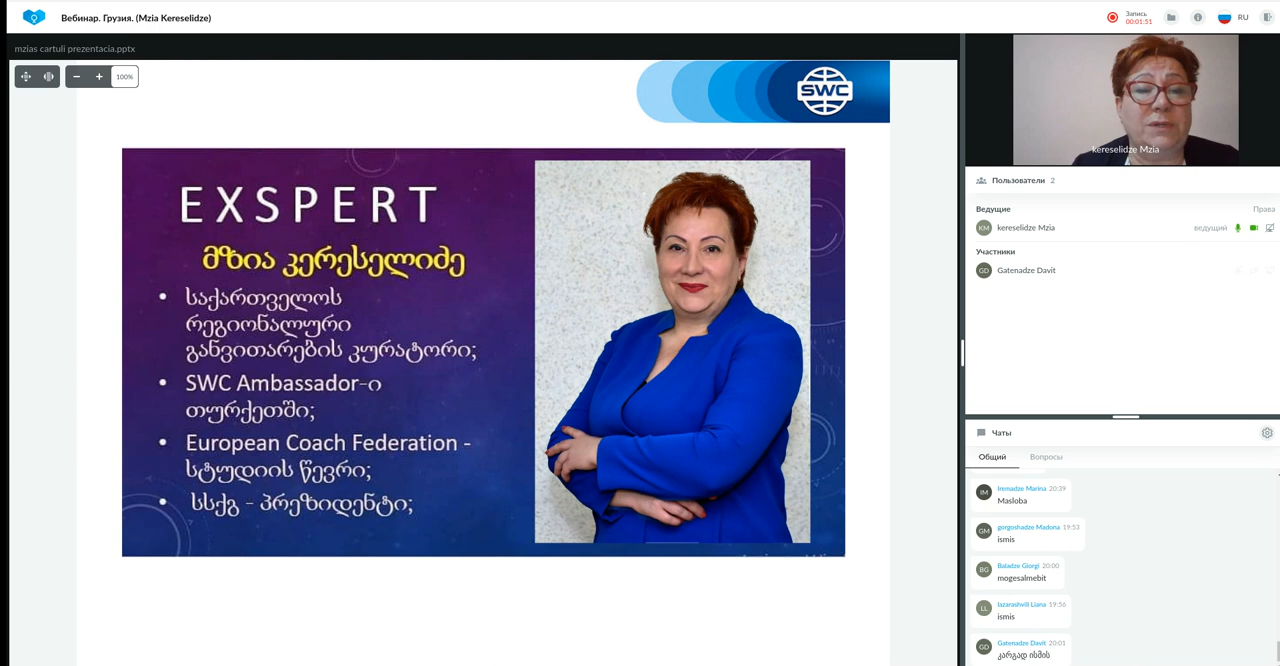 Вебинар. Грузия. (Mzia Kereselidze)
Запись
00:01:51
RU
mzias cartuli prezentacia.pptx
100%
SWC
EXSPERT
მზია კერესელიძე
• საქართველოს
რეგიონალური
განვითარების კურატორი;
• SWC Ambassador-ი
თურქეთში;
• European Coach Federation -
სტუდიის წევრი;
• სსქგ - პრეზიდენტი;
kereselidze Mzia
Пользователи 2
Ведущие Права
KM kereselidze Mzia ведущий
Участники
GD Gatenadze Davit
Чаты
Общий Вопросы
IM Iremadze Marina 20:39
Masloba
GM gorgoshadze Madona 19:53
ismis
BG Baladze Giorgi 20:00
mogesalmebit
LL lazarashvili Liana 19:56
ismis
GD Gatenadze Davit 20:01
კარგად ისმის